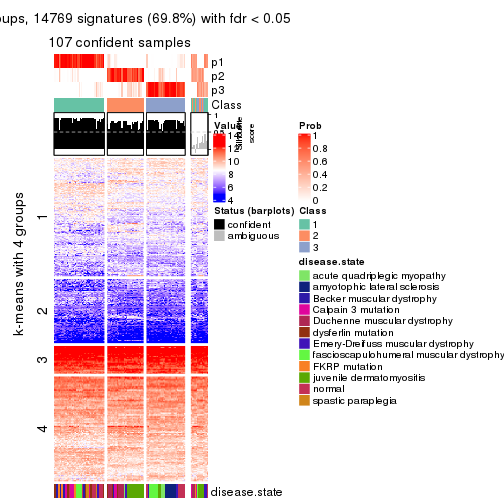 oups, 14769 signatures (69.8%) with fdr < 0.05
107 confident samples
p1
p2
p3
Class
1
Value
14
12
10
8
6
4
Silhouette
score
Prob
1
0.8
0.6
0.4
0.2
0
Status (barplots)
confident
ambiguous
Class
1
2
3
disease.state
acute quadriplegic myopathy
amyotophic lateral sclerosis
Becker muscular dystrophy
Calpain 3 mutation
Duchenne muscular dystrophy
dysferlin mutation
Emery-Dreifuss muscular dystrophy
fascioscapulohumeral muscular dystrophy
FKRP mutation
juvenile dermatomyositis
normal
spastic paraplegia
k-means with 4 groups
1
2
3
4
disease.state